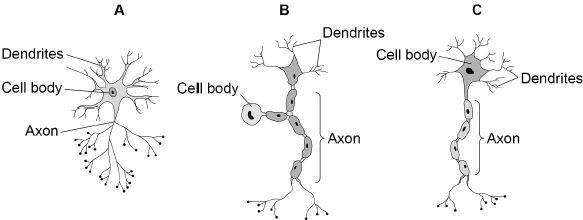 A
Dendrites
Cell body
Axon
B
Dendrites
Cell body
Axon
C
Cell body
Dendrites
Axon